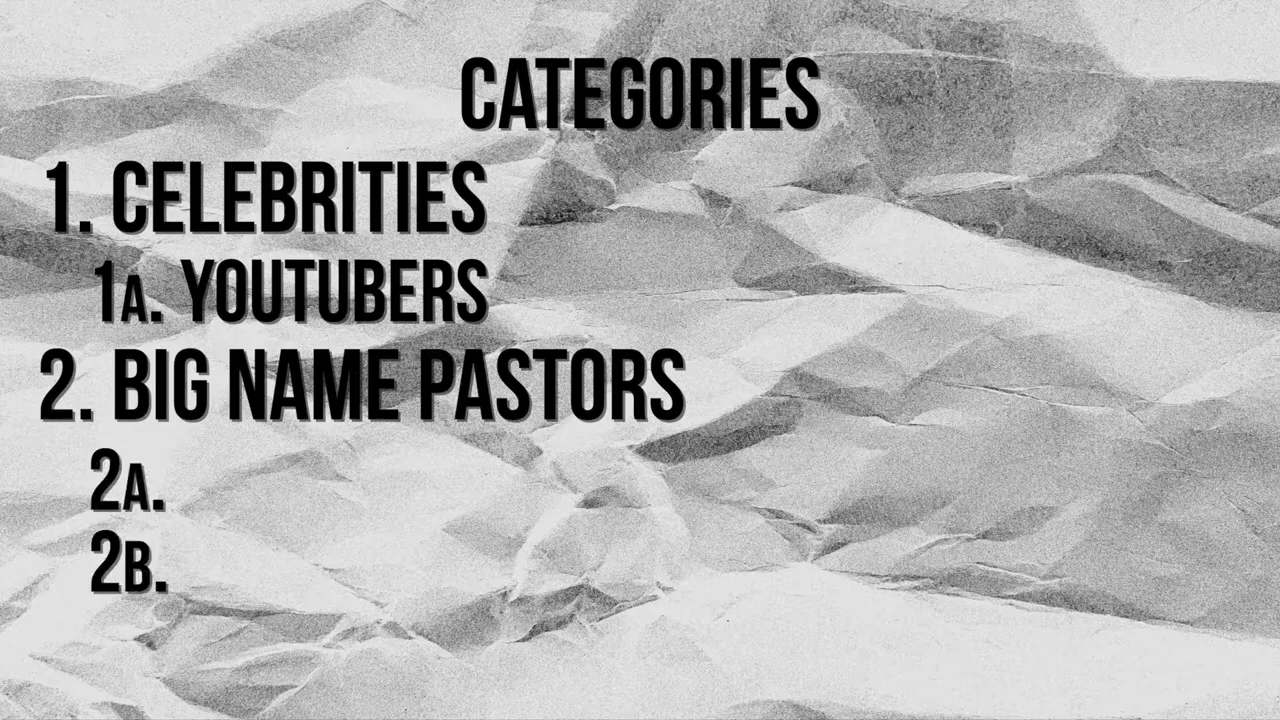 CATEGORIES
1. CELEBRITIES
1A. YOUTUBERS
2. BIG NAME PASTORS
2A.
2B.